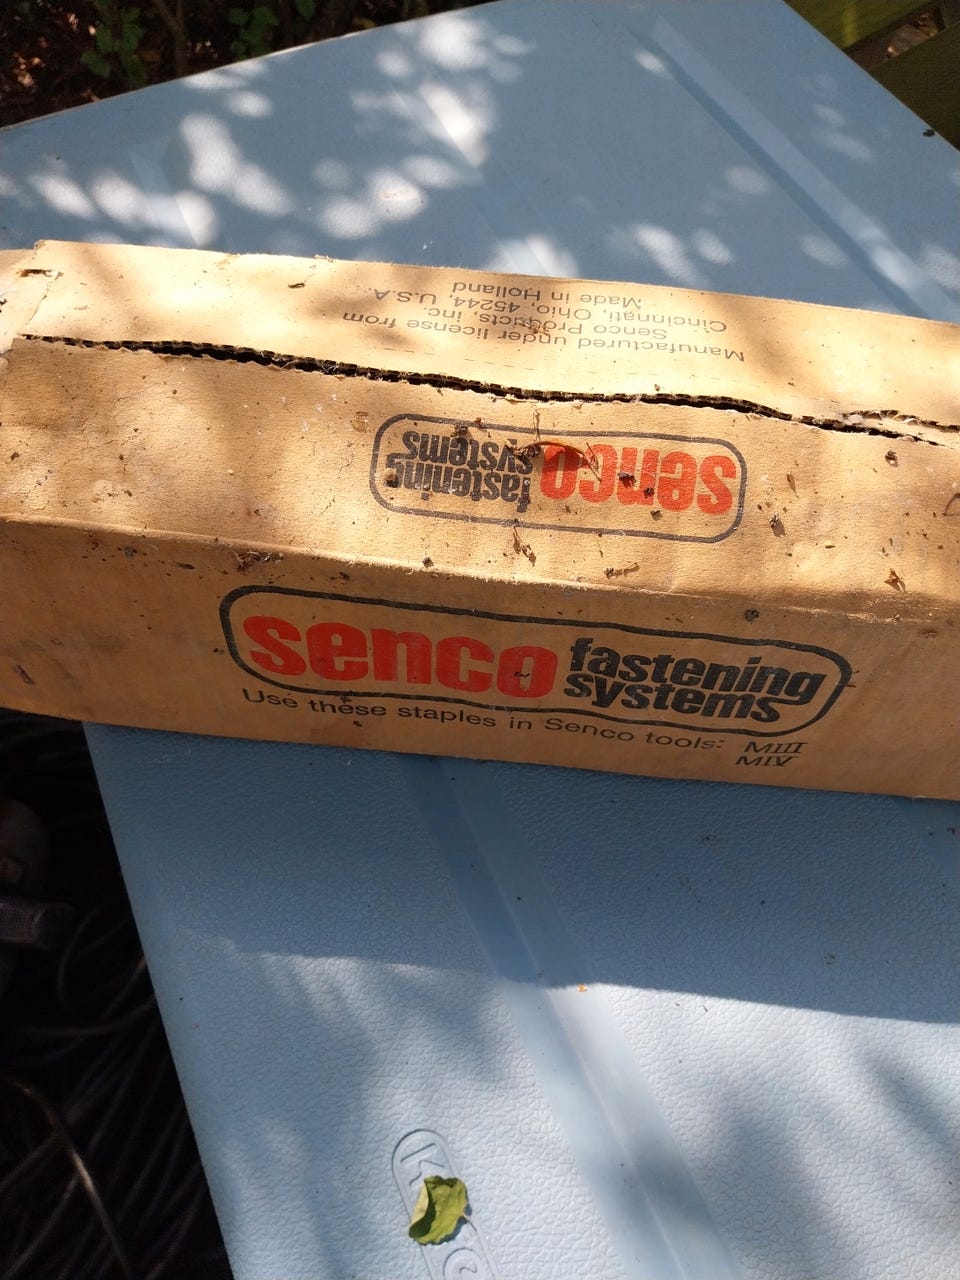 Manufactured under license from
Senco Products, inc.
Cincinnati, Ohio, 45244, U.S.A.
Made in Holland
senco fastening
systems
senco fastening
systems
Use these staples in Senco tools: MIII
MIV